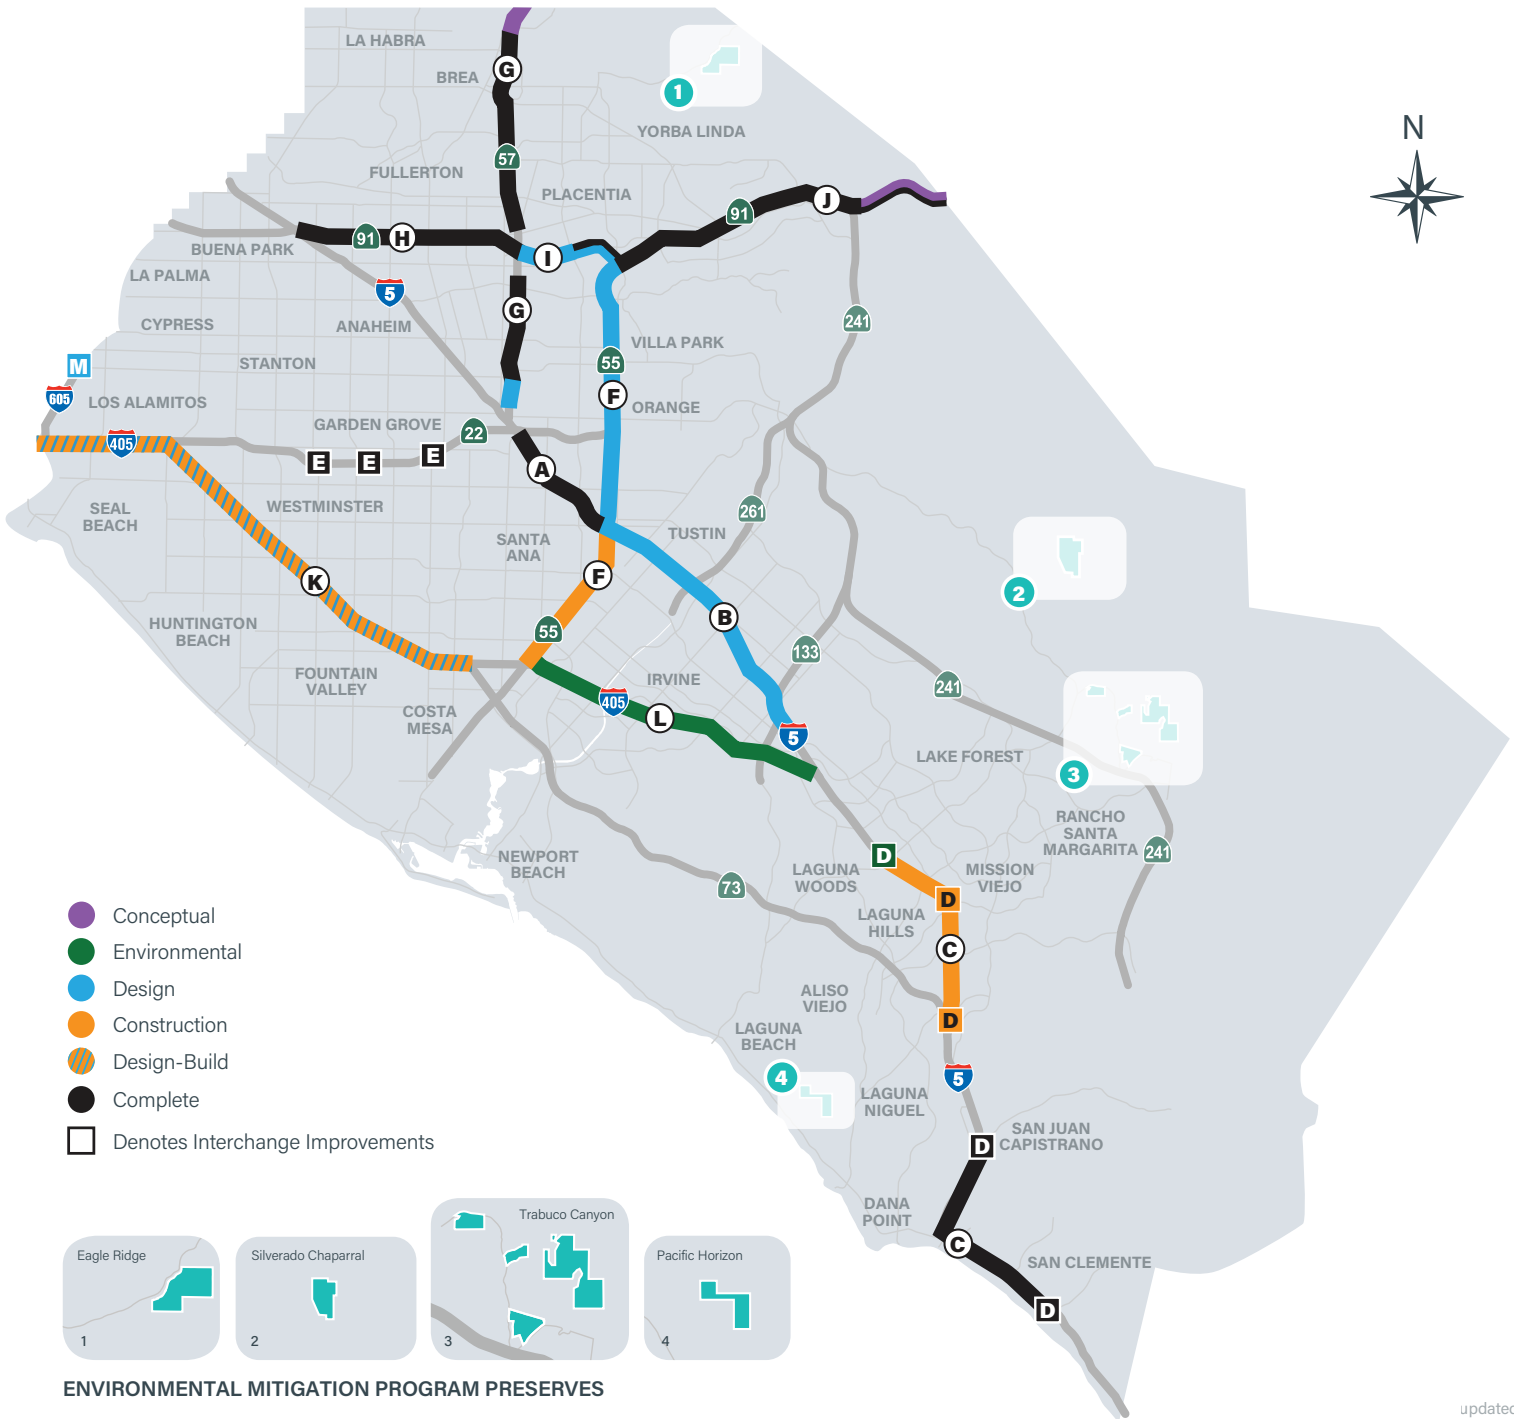 LA HABRA
G
BREA
1
YORBA LINDA
N
57
FULLERTON
PLACENTIA
J
91
91
H
BUENA PARK
I
LA PALMA
5
G
CYPRESS
ANAHEIM
241
VILLA PARK
M
STANTON
55
605
F
LOS ALAMITOS
ORANGE
GARDEN GROVE
22
405
E
E
E
A
SEAL
BEACH
WESTMINSTER
261
TUSTIN
SANTA
ANA
K
F
2
B
HUNTINGTON
BEACH
55
133
FOUNTAIN
VALLEY
IRVINE
241
405
L
COSTA
MESA
5
LAKE FOREST
3
RANCHO
SANTA
MARGARITA
241
NEWPORT
BEACH
D
LAGUNA
WOODS
MISSION
VIEJO
73
D
LAGUNA
HILLS
C
ALISO
VIEJO
D
LAGUNA
BEACH
4
5
LAGUNA
NIGUEL
SAN JUAN
CAPISTRANO
D
DANA
POINT
C
SAN CLEMENTE
D
Conceptual
Environmental
Design
Construction
Design-Build
Complete
Denotes Interchange Improvements
Eagle Ridge
1
Silverado Chaparral
2
Trabuco Canyon
3
Pacific Horizon
4
ENVIRONMENTAL MITIGATION PROGRAM PRESERVES
updated